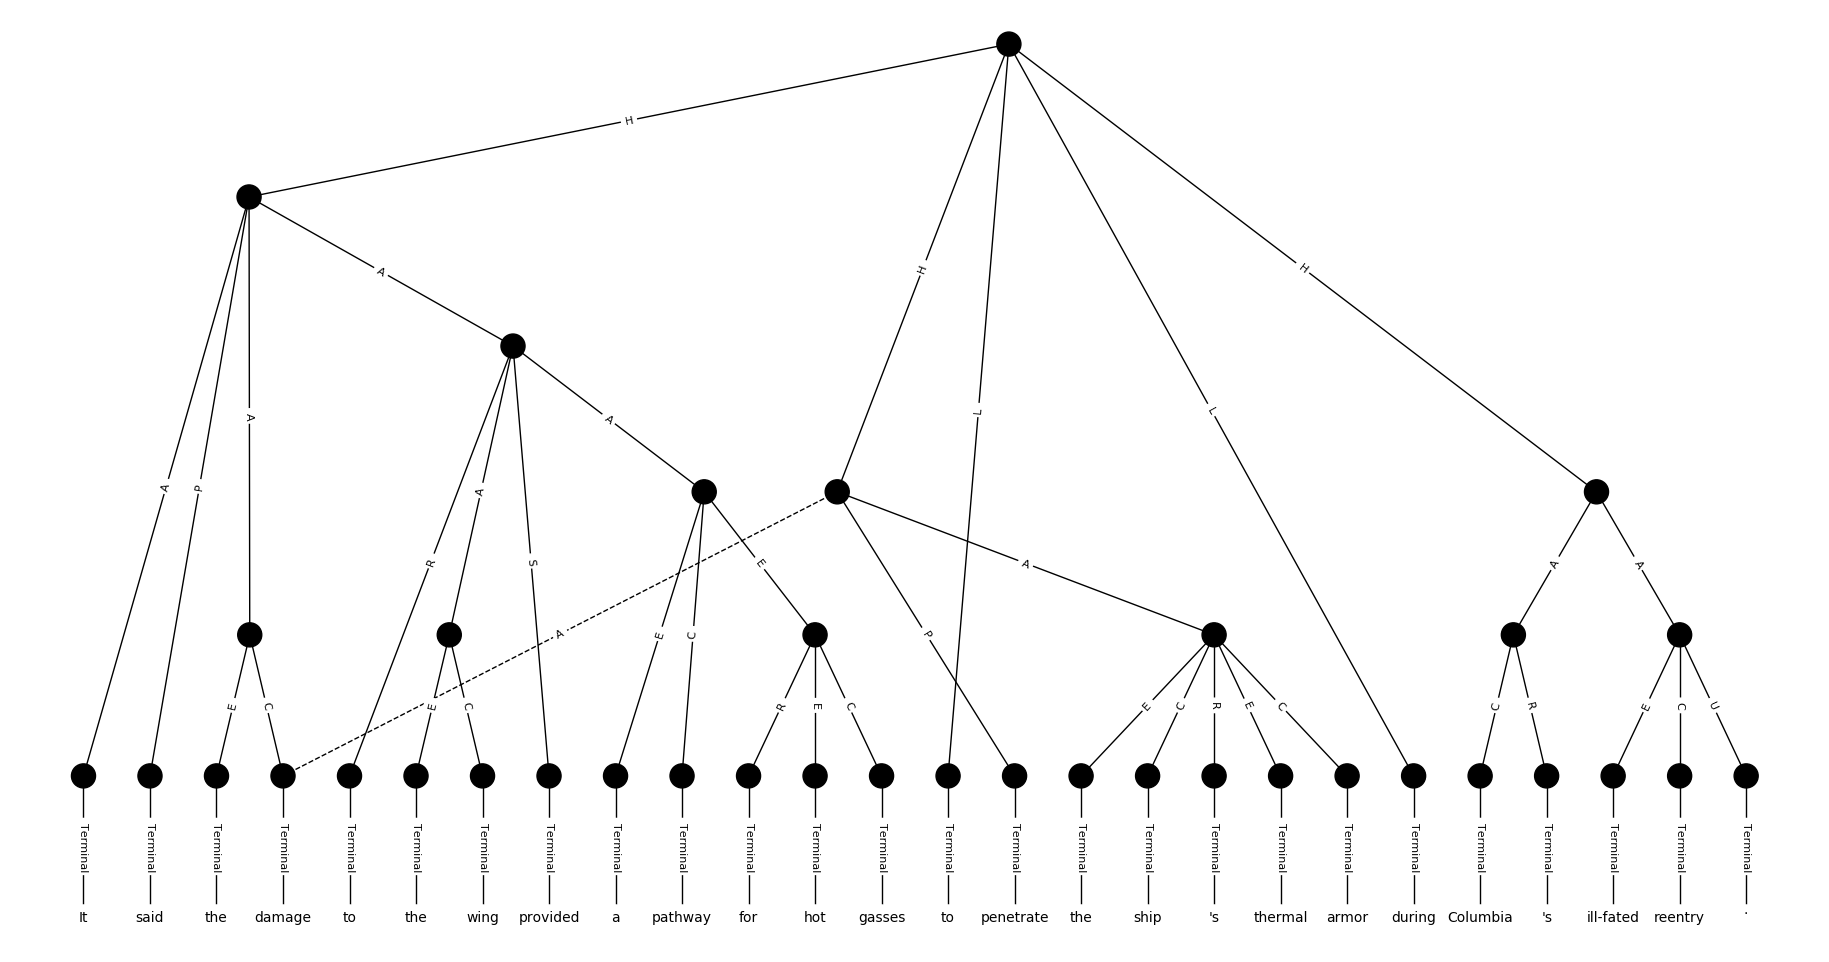 H
H
H
L
L
H
A
A
A
A
P
A
R
A
S
E
C
E
A
A
P
A
A
E
C
E
C
R
E
C
E
C
R
E
C
C
R
E
C
U
Terminal Terminal Terminal Terminal Terminal Terminal Terminal Terminal Terminal Terminal Terminal Terminal Terminal Terminal Terminal Terminal Terminal Terminal Terminal Terminal Terminal Terminal Terminal Terminal Terminal Terminal
It said the damage to the wing provided a pathway for hot gasses to penetrate the ship 's thermal armor during Columbia 's ill-fated reentry .